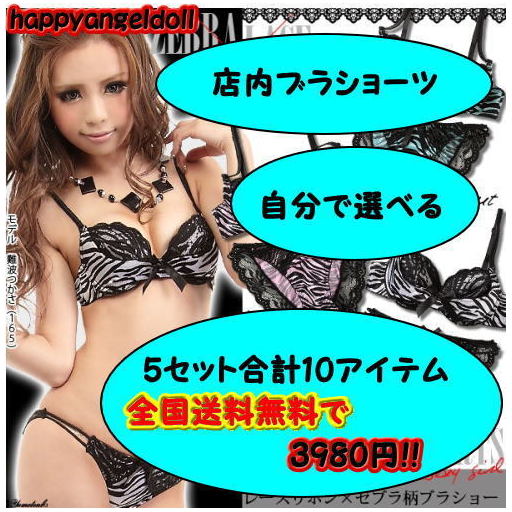 happyangeldoll
ZEBRA LACE
店内ブラショーツ
自分で選べる
モデル 難波つかさ (165)
5セット合計10アイテム
全国送料無料で
3980円!!
レースリボン×セブラ柄ブラショー